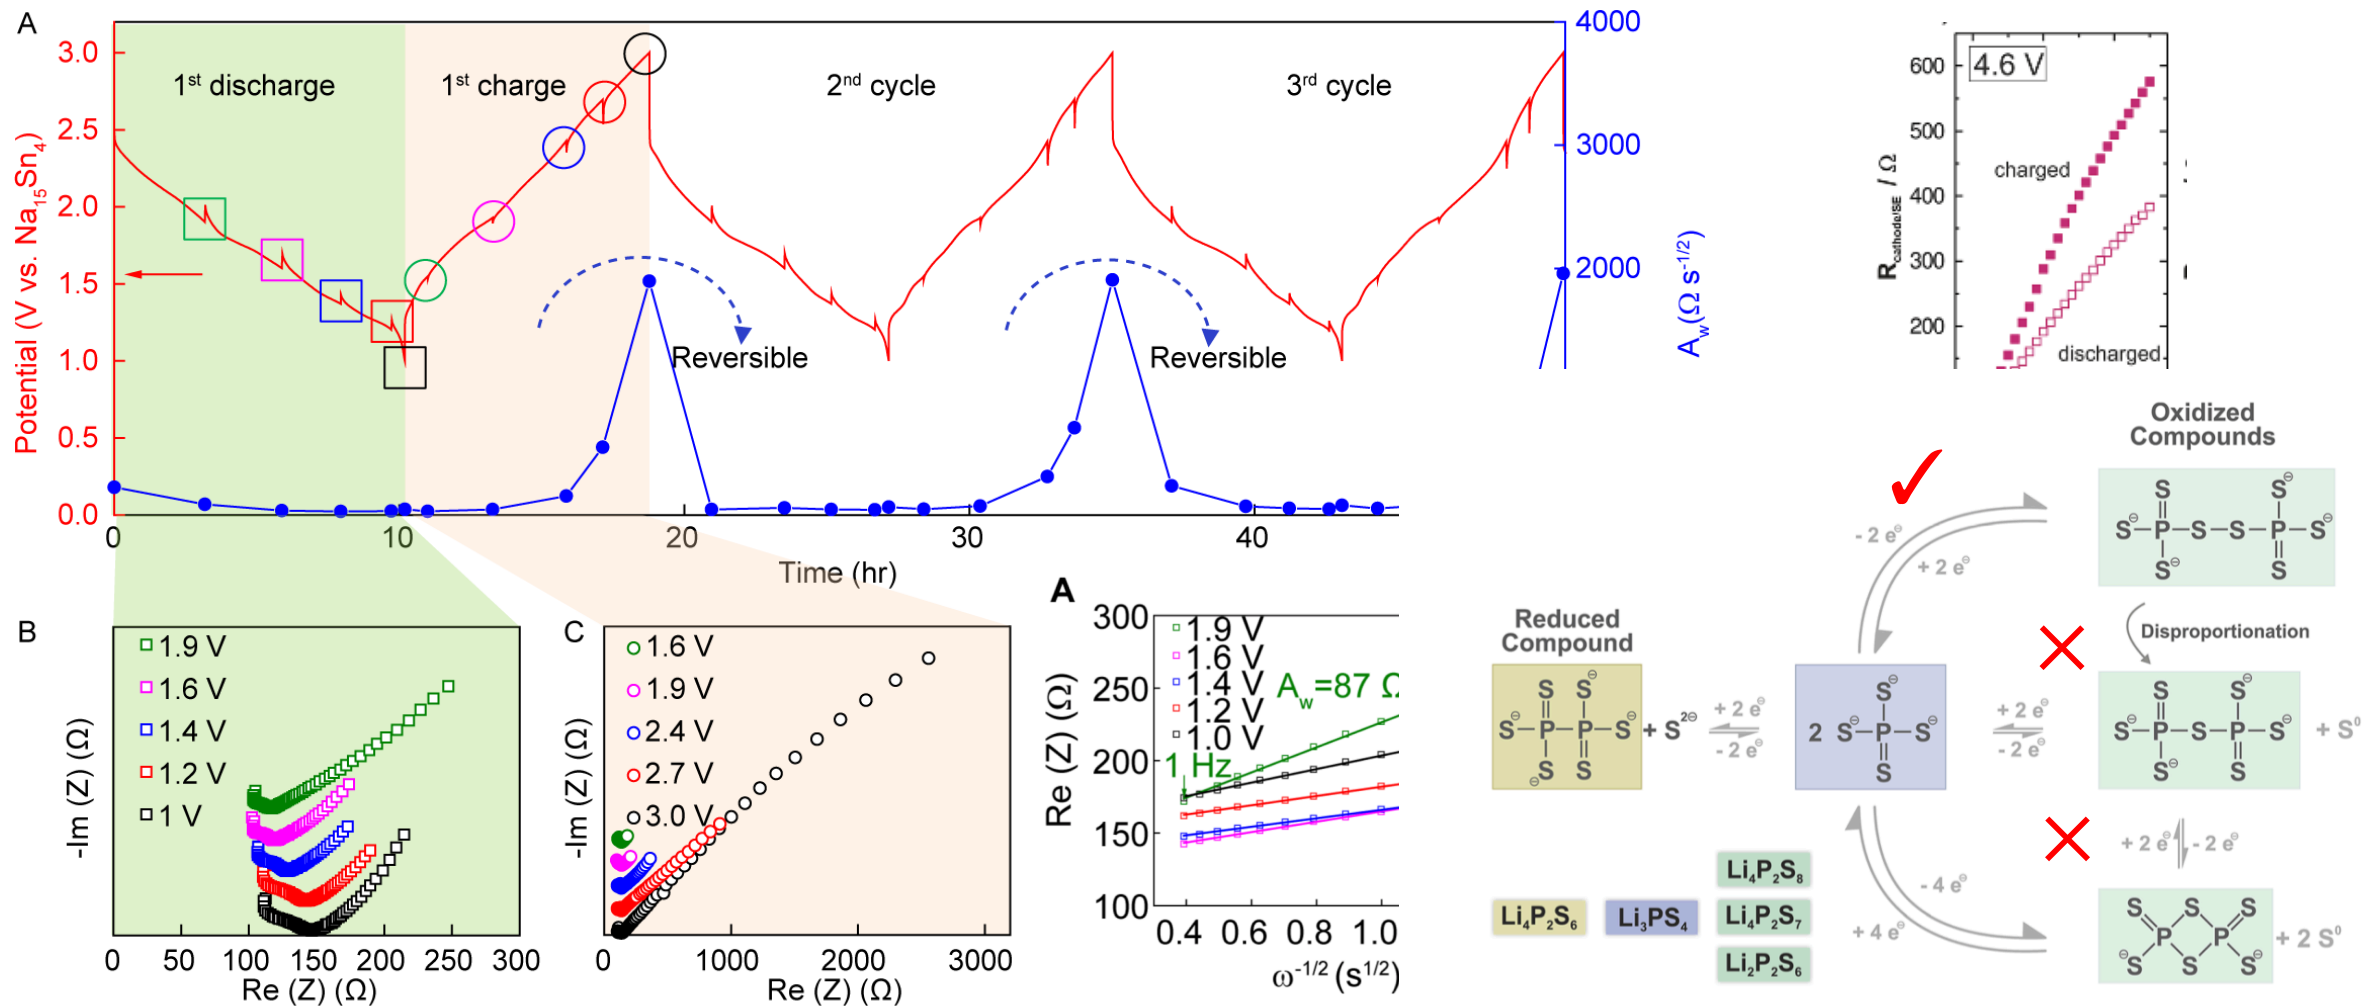 A
1st discharge
1st charge
2nd cycle
3rd cycle
Reversible
Reversible
Potential (V vs. Na15Sn4)
3.0
2.5
2.0
1.5
1.0
0.5
0.0
Aw(Ω s-1/2)
4000
3000
2000
0
10
20
30
40
Time (hr)
B
1.9 V
1.6 V
1.4 V
1.2 V
1 V
-Im (Z) (Ω)
0
50
100
150
200
250
300
Re (Z) (Ω)
C
1.6 V
1.9 V
2.4 V
2.7 V
3.0 V
-Im (Z) (Ω)
0
1000
2000
3000
Re (Z) (Ω)
A
1.9 V
1.6 V
1.4 V
1.2 V
1.0 V
Aw=87 Ω
1 Hz
Re (Z) (Ω)
300
250
200
150
100
0.4
0.6
0.8
1.0
ω-1/2 (s1/2)
4.6 V
charged
discharged
Rcathode/SE / Ω
600
500
400
300
200
Oxidized
Compounds
S S⊖
S⊖ P S S P S⊖
S⊖ S
- 2 e⊖
+ 2 e⊖
Disproportionation
Reduced
Compound
S S⊖
S⊖ P P S⊖ + S2⊖
S S
⊖
+ 2 e⊖
- 2 e⊖
S⊖
2 S⊖ P S⊖
S
+ 2 e⊖
- 2 e⊖
S S⊖
S⊖ P S P S⊖ + S0
S⊖ S
+ 2 e⊖ - 2 e⊖
- 4 e⊖
+ 4 e⊖
S S S
P P + 2 S0
⊖S S S⊖
Li4P2S8
Li4P2S6 Li3PS4 Li4P2S7
Li2P2S6